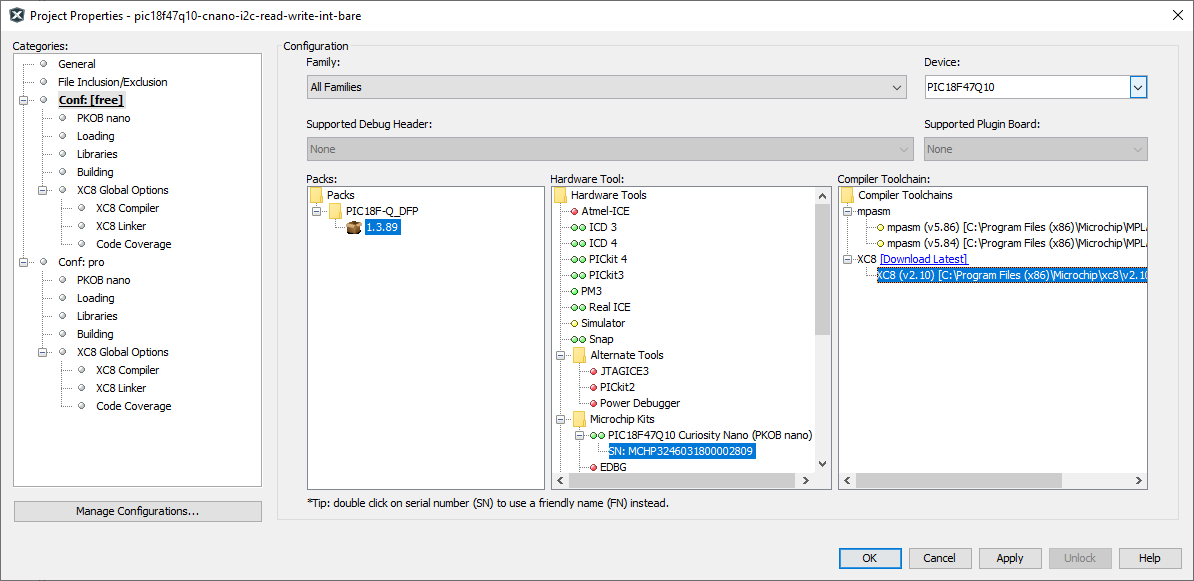 Project Properties - pic18f47q10-cnano-i2c-read-write-int-bare
Categories:
General
File Inclusion/Exclusion
Conf: [free]
PKOB nano
Loading
Libraries
Building
XC8 Global Options
XC8 Compiler
XC8 Linker
Code Coverage
Conf: pro
PKOB nano
Loading
Libraries
Building
XC8 Global Options
XC8 Compiler
XC8 Linker
Code Coverage
Manage Configurations...
Configuration
Family:
All Families
Device:
PIC18F47Q10
Supported Debug Header:
None
Supported Plugin Board:
None
Packs:
Packs
PIC18F-Q_DFP
1.3.89
Hardware Tool:
Hardware Tools
Atmel-ICE
ICD 3
ICD 4
PICkit 4
PICkit3
PM3
Real ICE
Simulator
Snap
Alternate Tools
JTAGICE3
PICkit2
Power Debugger
Microchip Kits
PIC18F47Q10 Curiosity Nano (PKOB nano)
SN: MCHP3246031800002809
EDBG
Compiler Toolchain:
Compiler Toolchains
mpasm
mpasm (v5.86) [C:\Program Files (x86)\Microchip\MPLA
mpasm (v5.84) [C:\Program Files (x86)\Microchip\MPLA
XC8 [Download Latest]
XC8 (v2.10) [C:\Program Files (x86)\Microchip\xc8\v2.10
*Tip: double click on serial number (SN) to use a friendly name (FN) instead.
OK
Cancel
Apply
Unlock
Help